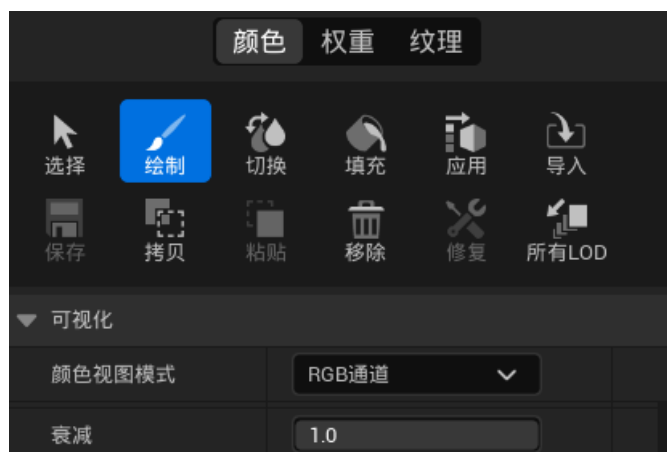 颜色 权重 纹理
选择 绘制 切换 填充 应用 导入
保存 拷贝 粘贴 移除 修复 所有LOD
可视化
颜色视图模式 RGB通道
衰减 1.0